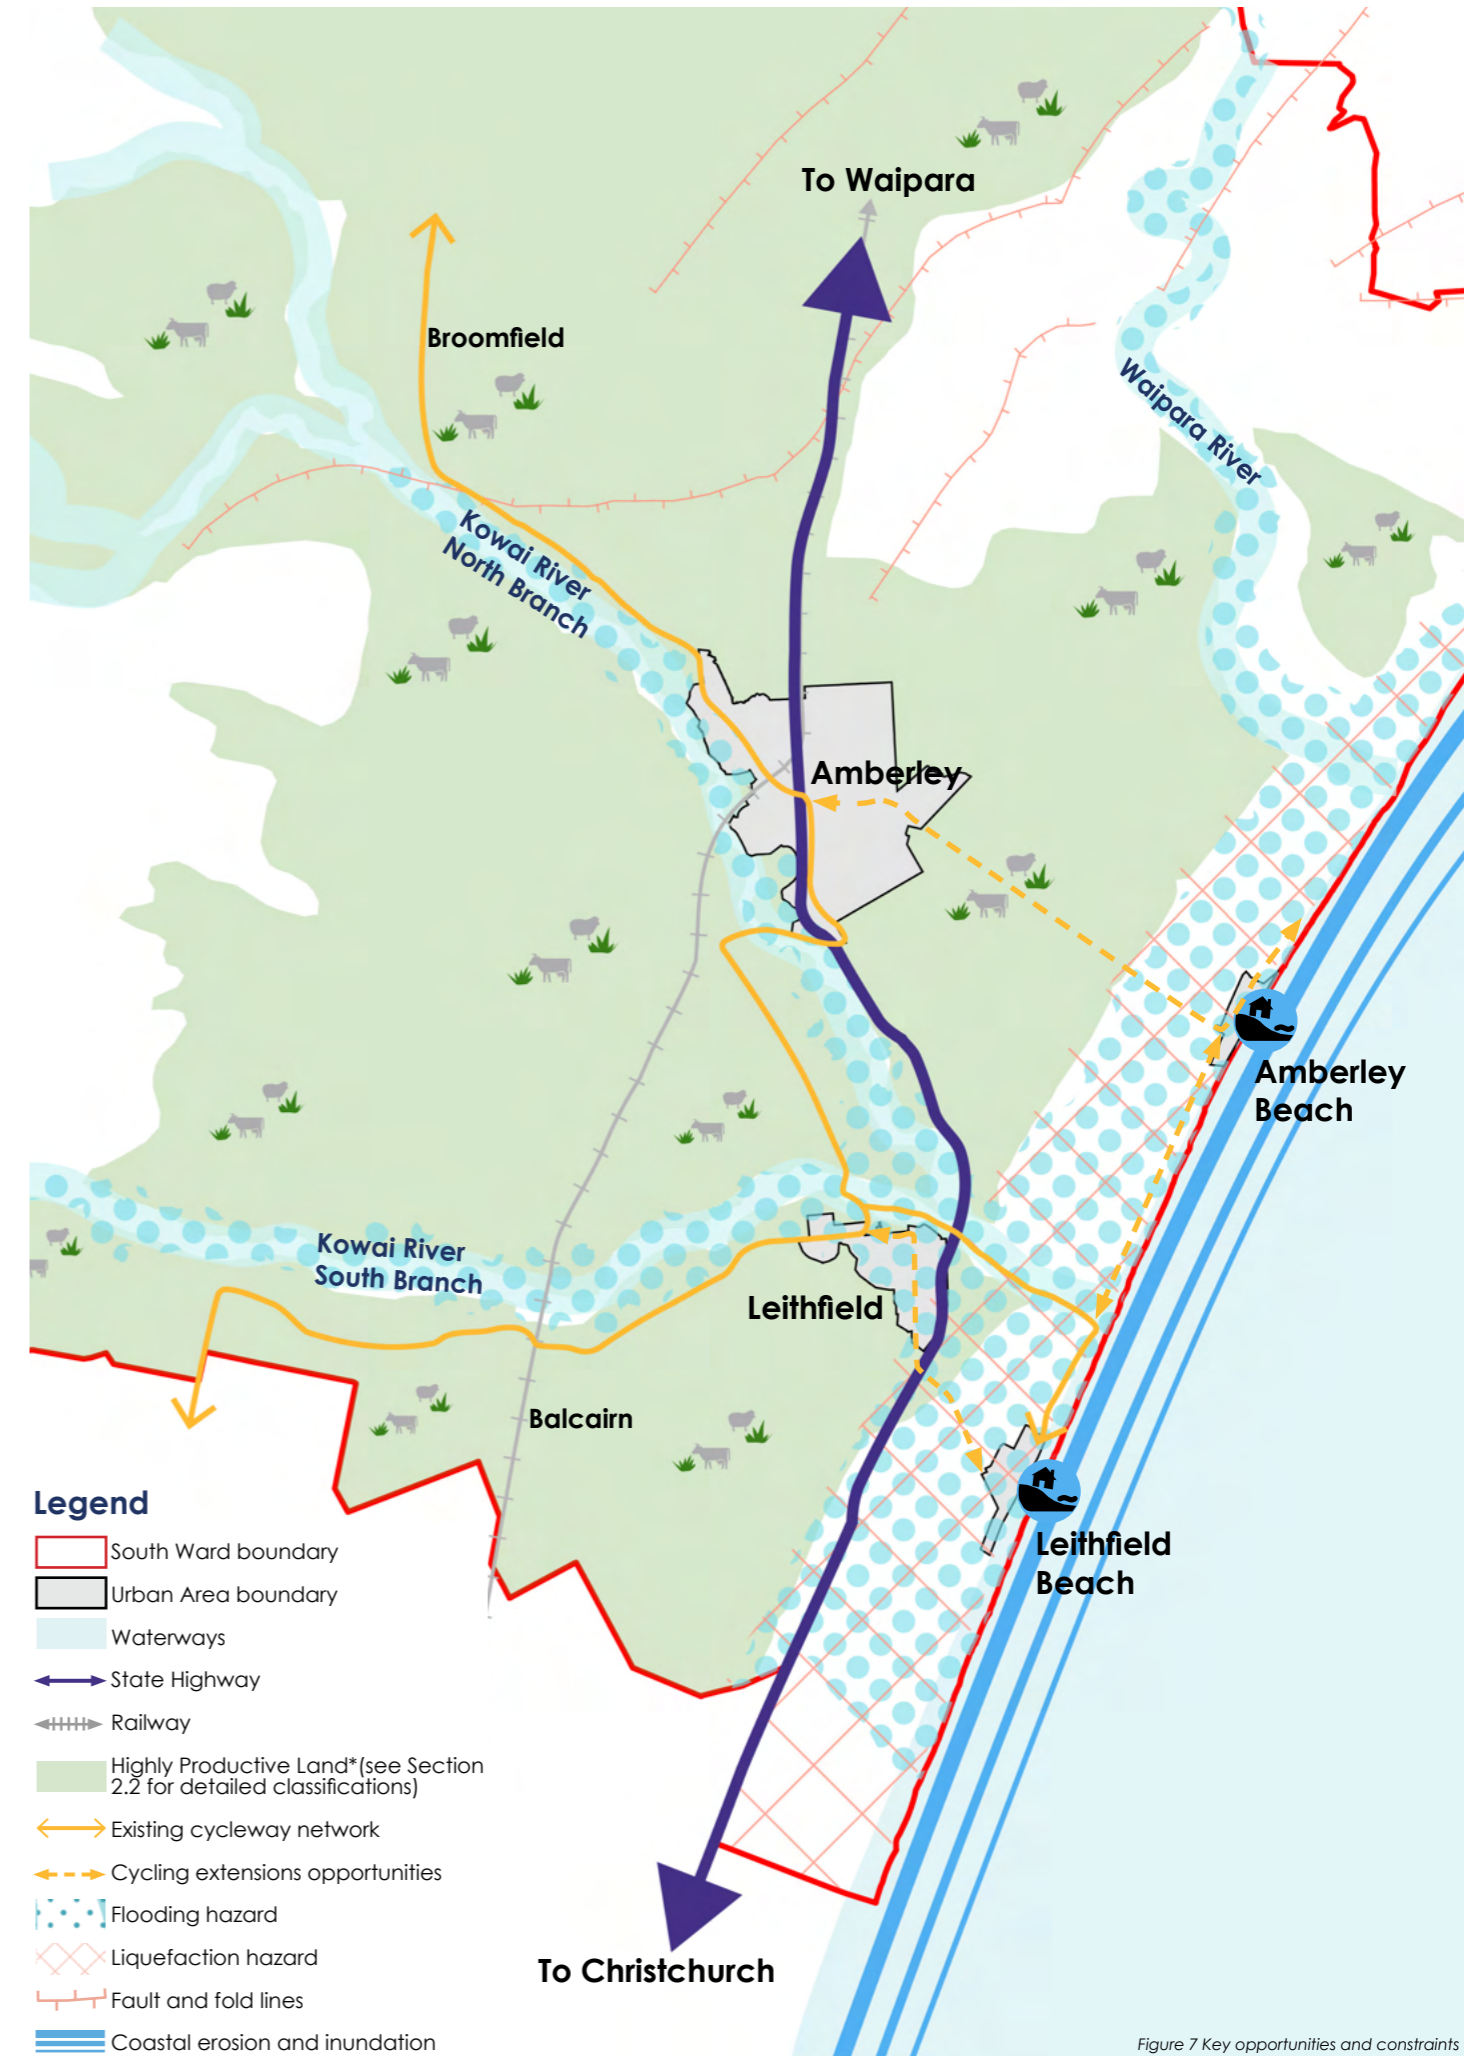 To Waipara
Broomfield
Waipara River
Kowai River
North Branch
Amberley
Amberley
Beach
Kowai River
South Branch
Leithfield
Balcairn
Leithfield
Beach
To Christchurch
Legend
South Ward boundary
Urban Area boundary
Waterways
State Highway
Railway
Highly Productive Land*(see Section
2.2 for detailed classifications)
Existing cycleway network
Cycling extensions opportunities
Flooding hazard
Liquefaction hazard
Fault and fold lines
Coastal erosion and inundation
Figure 7 Key opportunities and constraints